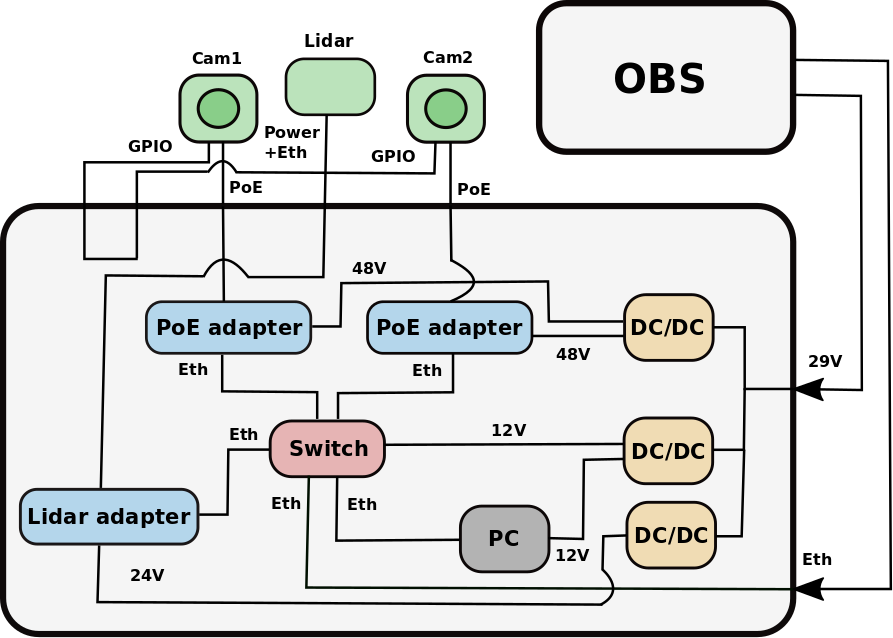 Lidar
Cam1
Cam2
OBS
Power
+Eth
GPIO
GPIO
PoE
PoE
48V
PoE adapter
PoE adapter
DC/DC
48V
29V
Eth
Eth
Eth
12V
Switch
DC/DC
Eth
Eth
Lidar adapter
PC
DC/DC
12V
Eth
24V